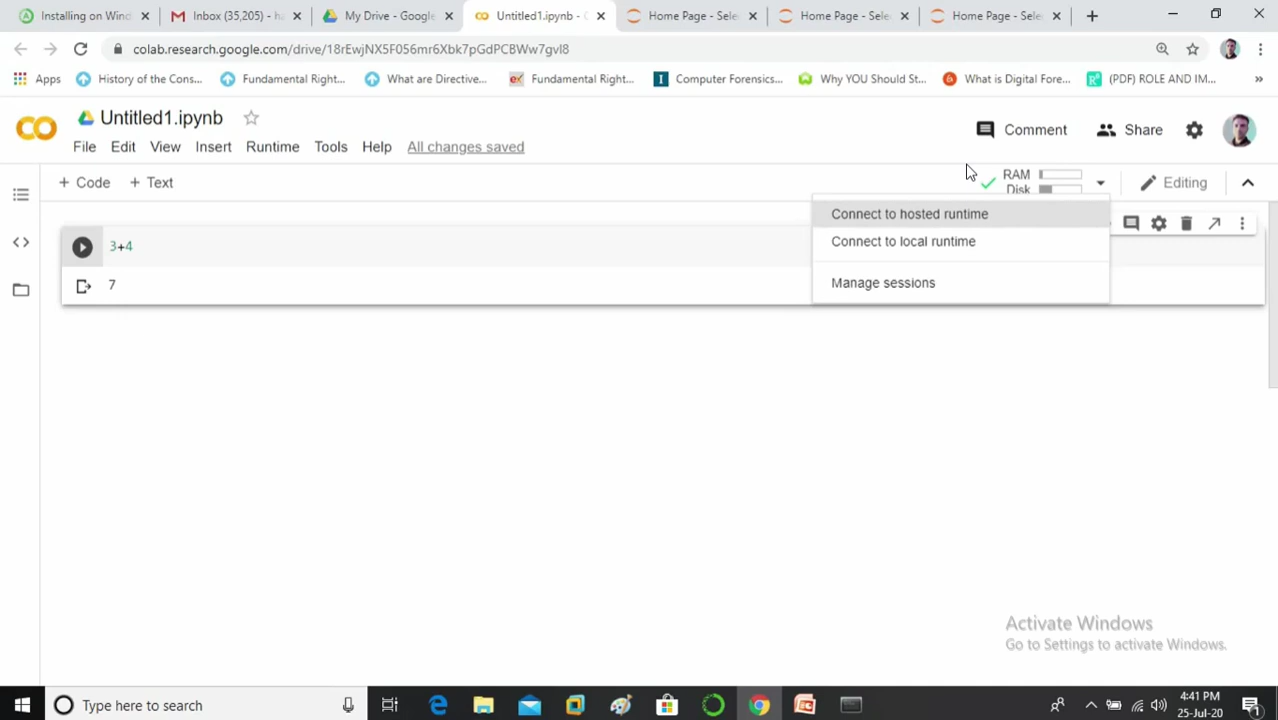 Installing on Wind
Inbox (35,205) - ha
My Drive - Google
Untitled1.ipynb - C
Home Page - Sele
Home Page - Sele
Home Page - Sele
colab.research.google.com/drive/18rEwjNX5F056mr6Xbk7pGdPCBWw7gvl8
Apps
History of the Cons...
Fundamental Right...
What are Directive...
Fundamental Right...
Computer Forensics...
Why YOU Should St...
What is Digital Fore...
(PDF) ROLE AND IM...
Untitled1.ipynb
Comment
Share
File Edit View Insert Runtime Tools Help All changes saved
+ Code + Text
RAM
Disk
Editing
Connect to hosted runtime
Connect to local runtime
Manage sessions
3+4
7
Activate Windows
Go to Settings to activate Windows.
Type here to search
4:41 PM
25-Jul-20